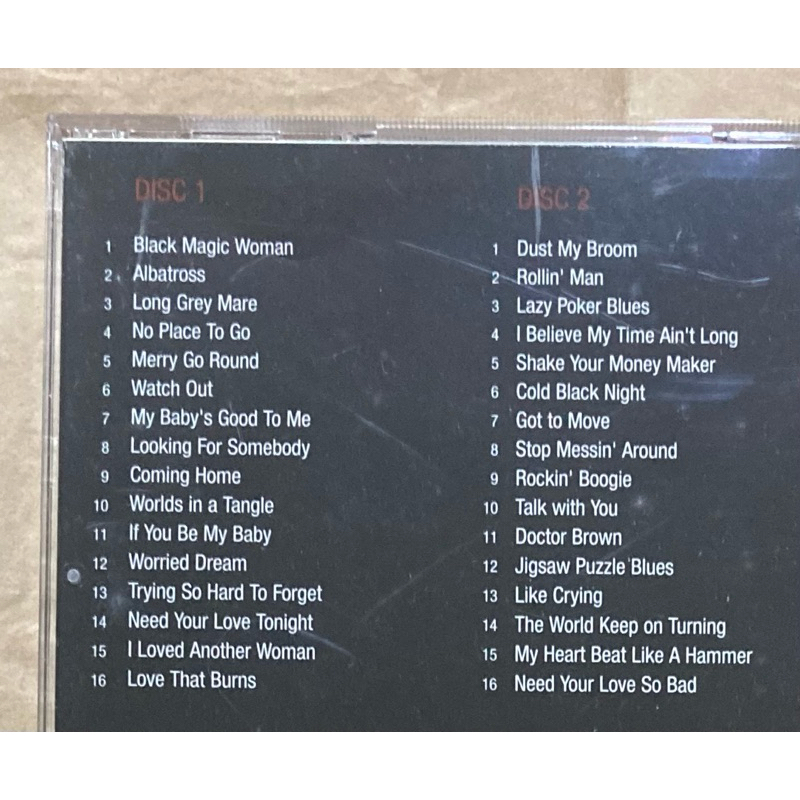 DISC 1
1 Black Magic Woman
2 Albatross
3 Long Grey Mare
4 No Place To Go
5 Merry Go Round
6 Watch Out
7 My Baby's Good To Me
8 Looking For Somebody
9 Coming Home
10 Worlds in a Tangle
11 If You Be My Baby
12 Worried Dream
13 Trying So Hard To Forget
14 Need Your Love Tonight
15 I Loved Another Woman
16 Love That Burns
DISC 2
1 Dust My Broom
2 Rollin' Man
3 Lazy Poker Blues
4 I Believe My Time Ain't Long
5 Shake Your Money Maker
6 Cold Black Night
7 Got to Move
8 Stop Messin' Around
9 Rockin' Boogie
10 Talk with You
11 Doctor Brown
12 Jigsaw Puzzle Blues
13 Like Crying
14 The World Keep on Turning
15 My Heart Beat Like A Hammer
16 Need Your Love So Bad